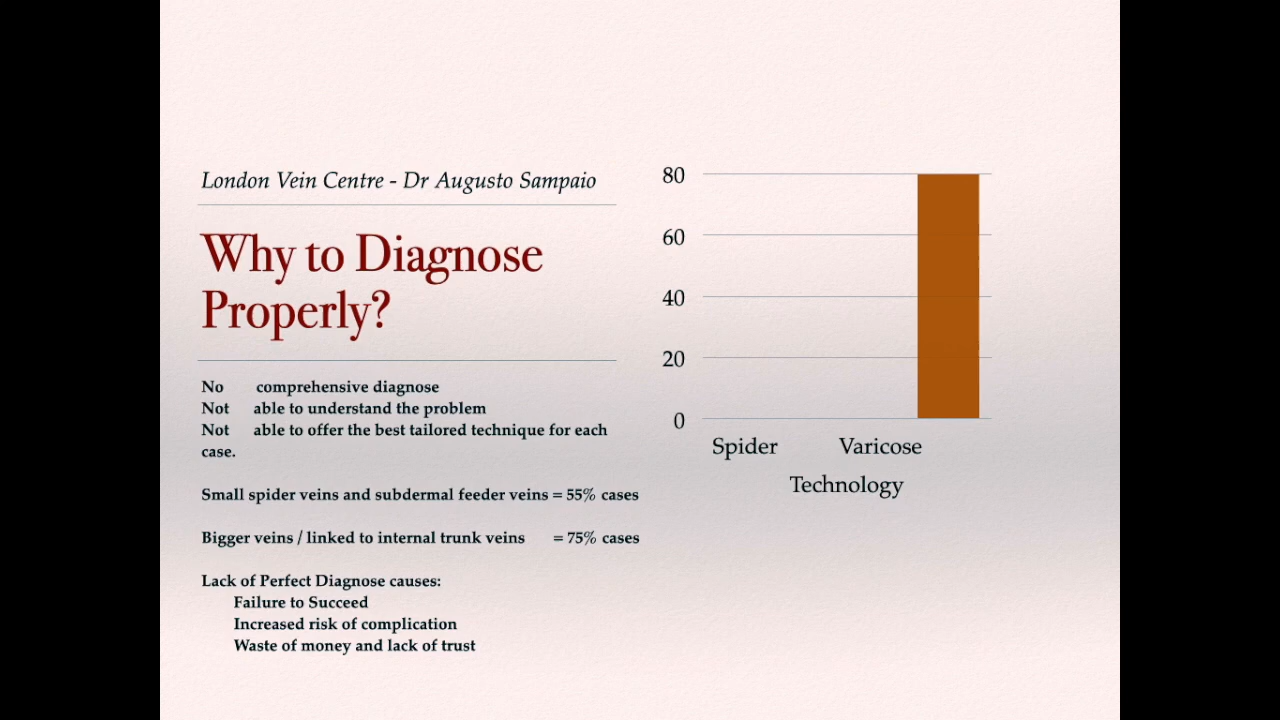 London Vein Centre - Dr Augusto Sampaio
Why to Diagnose
Properly?
No comprehensive diagnose
Not able to understand the problem
Not able to offer the best tailored technique for each
case.
Small spider veins and subdermal feeder veins = 55% cases
Bigger veins / linked to internal trunk veins = 75% cases
Lack of Perfect Diagnose causes:
Failure to Succeed
Increased risk of complication
Waste of money and lack of trust
80
60
40
20
0
Spider Varicose
Technology